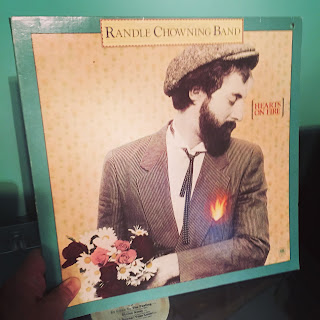 RANDLE CHOWNING BAND
[HEARTS
ON FIRE]